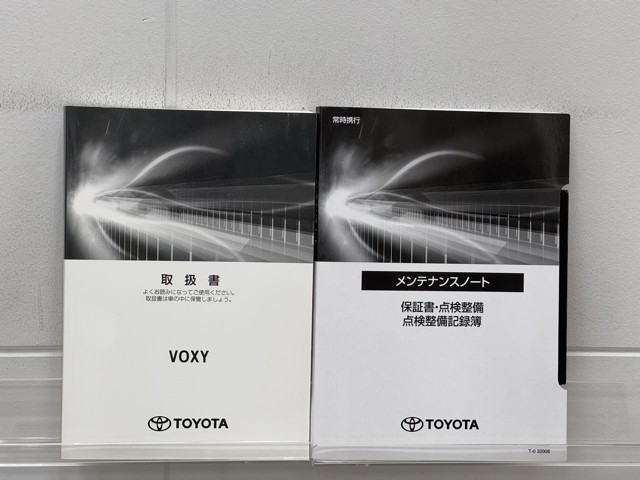 取扱書
よくお読みになってご使用ください。
取扱書は車の中に保管しましょう。
VOXY
TOYOTA
常時携行
メンテナンスノート
保証書・点検整備
点検整備記録簿
TOYOTA